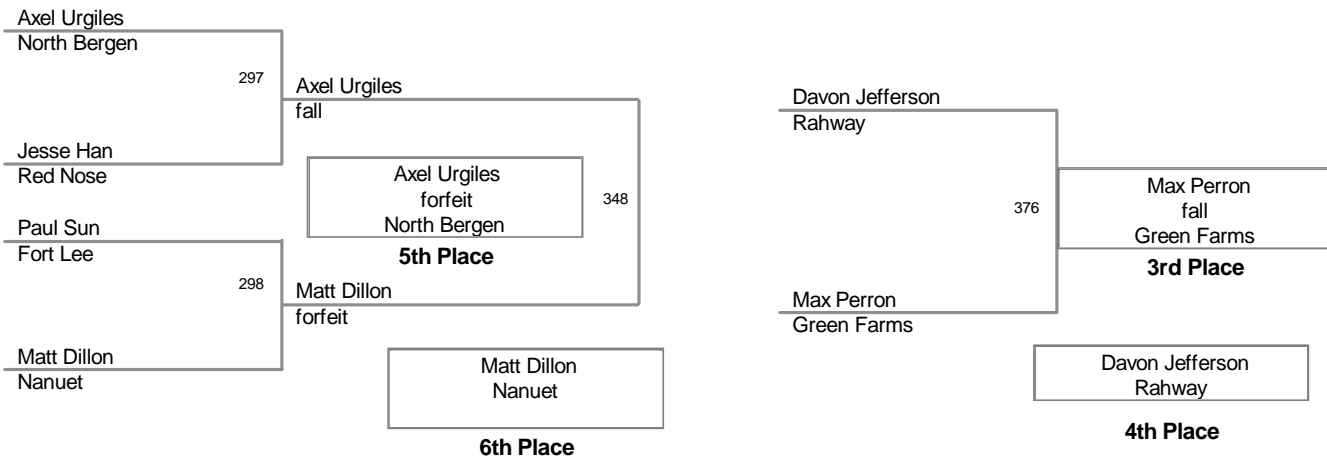 Axel Urgiles
North Bergen
297
Axel Urgiles
fall
Jesse Han
Red Nose
Axel Urgiles
forfeit
North Bergen
5th Place
348
Paul Sun
Fort Lee
298
Matt Dillon
forfeit
Matt Dillon
Nanuet
Matt Dillon
Nanuet
6th Place
Davon Jefferson
Rahway
376
Max Perron
fall
Green Farms
3rd Place
Max Perron
Green Farms
Davon Jefferson
Rahway
4th Place